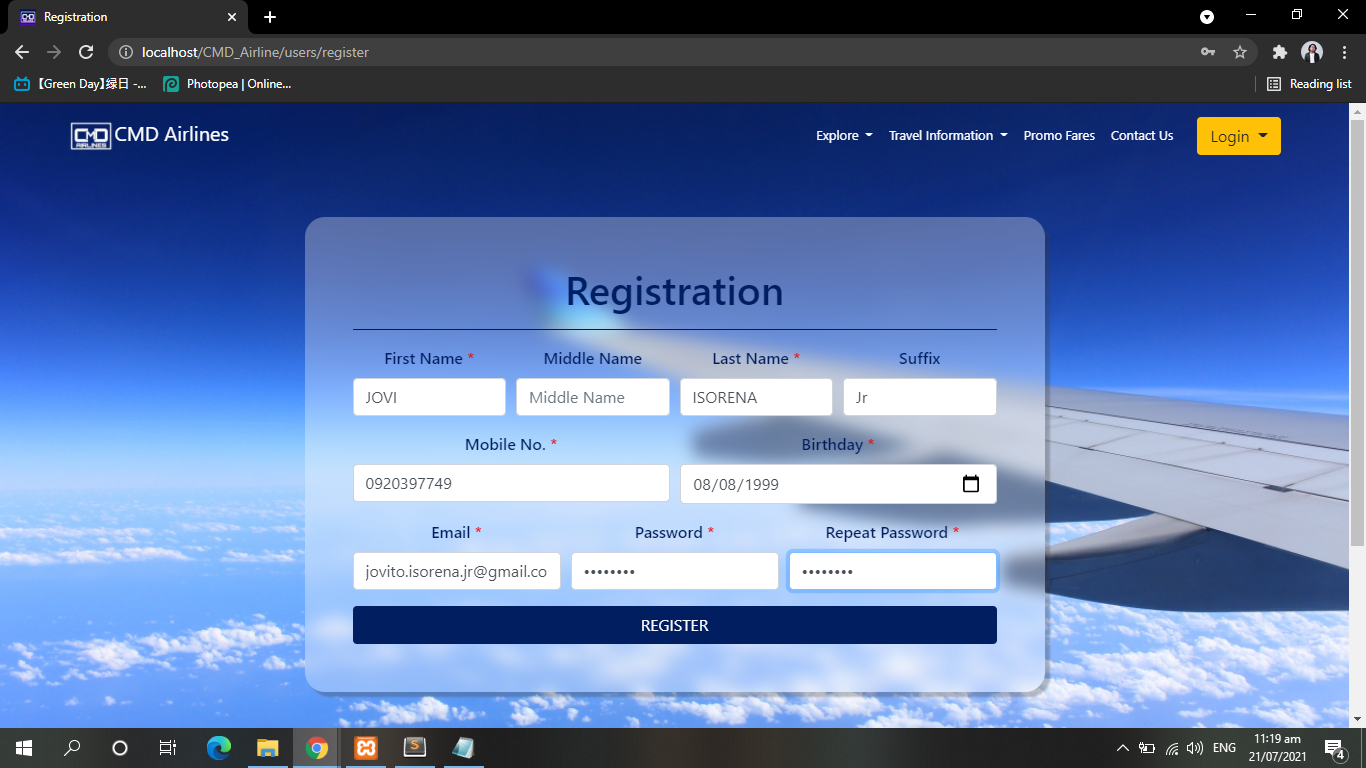 Registration
localhost/CMD_Airline/users/register
【Green Day】绿日 -... Photopea | Online... Reading list
CMD AIRLINES CMD Airlines Explore Travel Information Promo Fares Contact Us Login
Registration
First Name * Middle Name Last Name * Suffix
JOVI Middle Name ISORENA Jr
Mobile No. * Birthday *
0920397749 08/08/1999
Email * Password * Repeat Password *
jovito.isorena.jr@gmail.co •••••••• ••••••••
REGISTER
ENG 11:19 am
21/07/2021 4